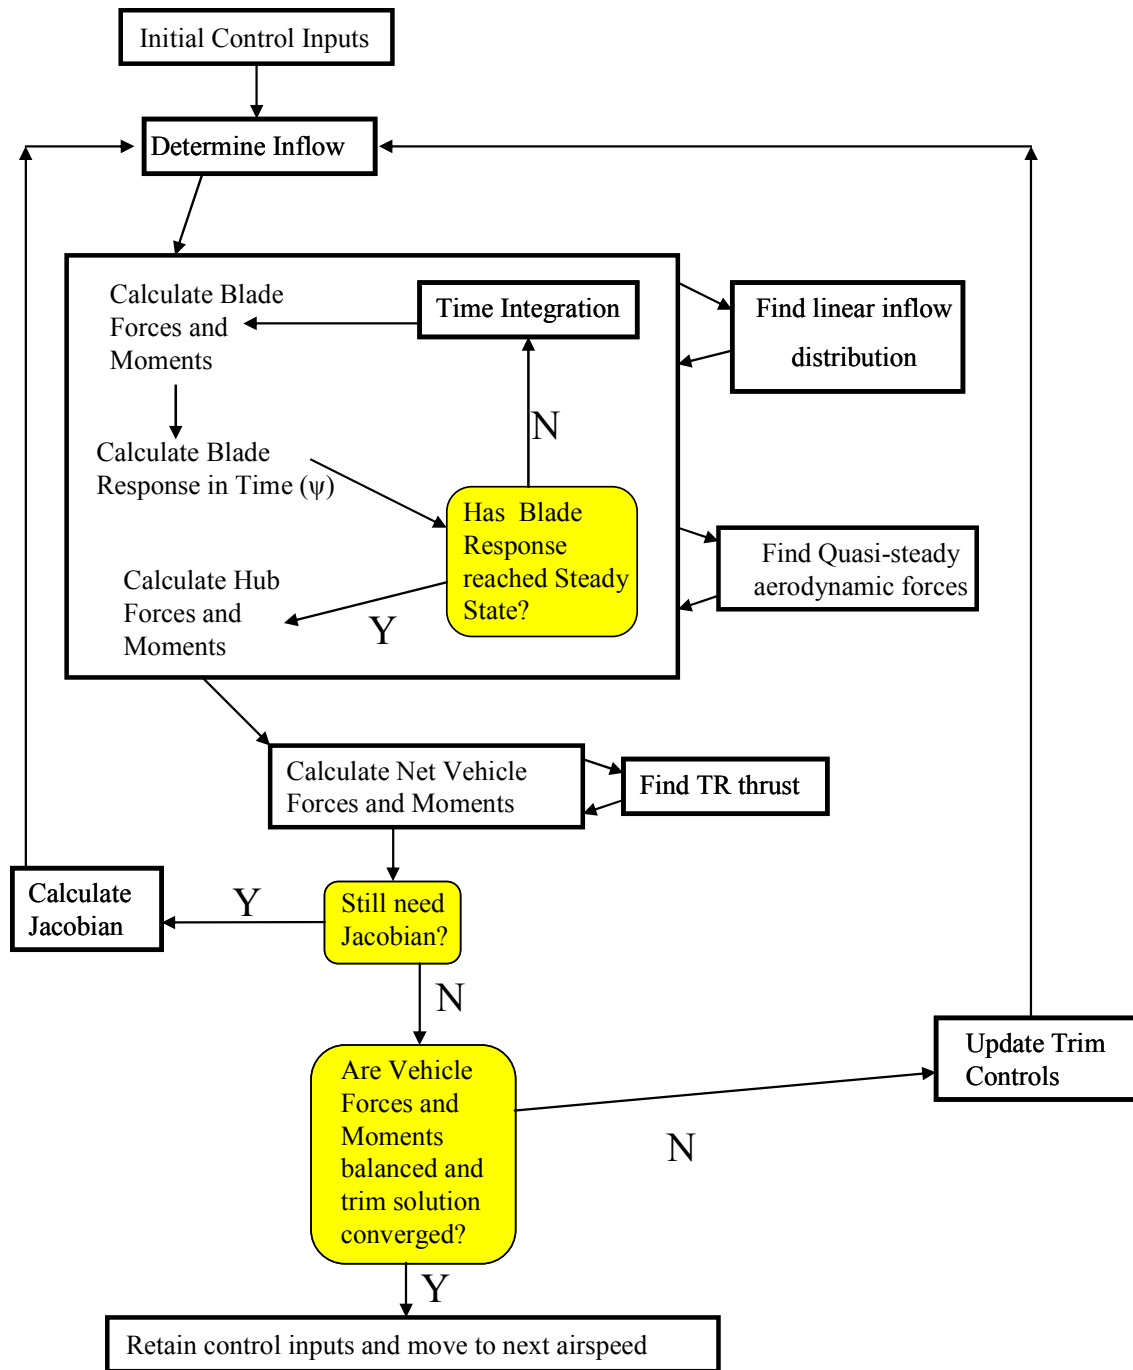 Initial Control Inputs
Determine Inflow
Calculate Blade
Forces and
Moments
Time Integration
Find linear inflow
distribution
N
Calculate Blade
Response in Time (ψ)
Has Blade
Response
reached Steady
State?
Find Quasi-steady
aerodynamic forces
Calculate Hub
Forces and
Moments
Y
Calculate Net Vehicle
Forces and Moments
Find TR thrust
Calculate
Jacobian
Y
Still need
Jacobian?
N
Are Vehicle
Forces and
Moments
balanced and
trim solution
converged?
Update Trim
Controls
N
Y
Retain control inputs and move to next airspeed